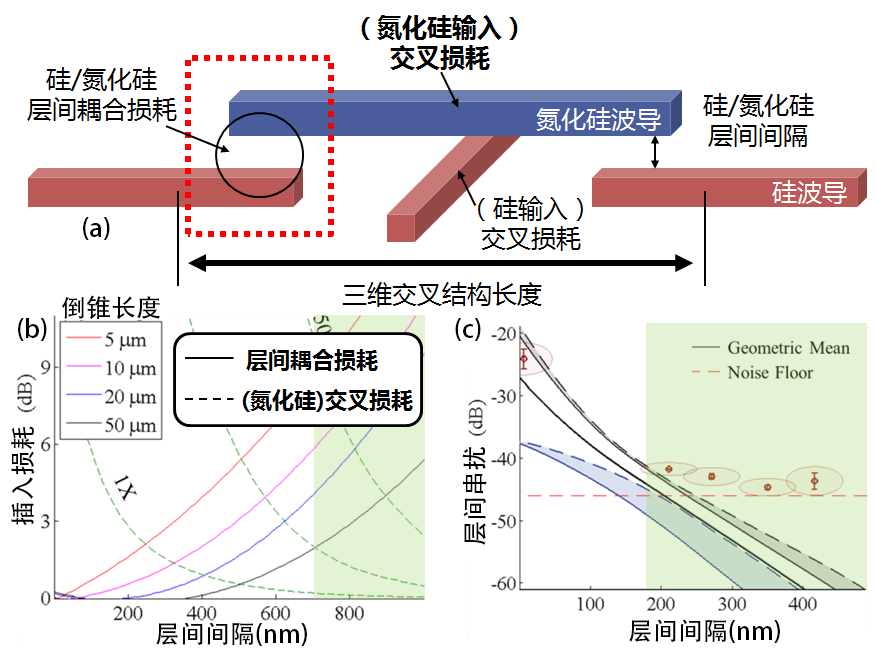 (氮化硅输入)
交叉损耗
硅/氮化硅
层间耦合损耗
氮化硅波导
硅/氮化硅
层间间隔
硅波导
(硅输入)
交叉损耗
(a)
三维交叉结构长度
(b)
倒锥长度
5 μm
10 μm
20 μm
50 μm
层间耦合损耗
(氮化硅)交叉损耗
1X
50
9
6
3
0
插入损耗 (dB)
0
200
400
600
800
层间间隔(nm)
(c)
Geometric Mean
Noise Floor
-20
-30
-40
-50
-60
层间串扰 (dB)
100
200
300
400
层间间隔(nm)